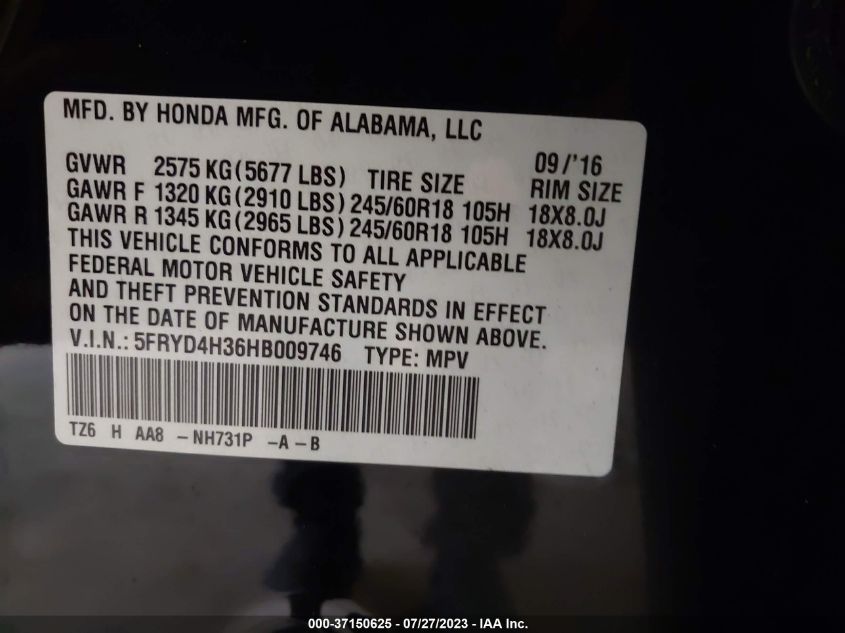 MFD. BY HONDA MFG. OF ALABAMA, LLC
09/'16
GVWR 2575 KG(5677 LBS) TIRE SIZE RIM SIZE
GAWR F 1320 KG(2910 LBS) 245/60R18 105H 18X8.0J
GAWR R 1345 KG(2965 LBS) 245/60R18 105H 18X8.0J
THIS VEHICLE CONFORMS TO ALL APPLICABLE
FEDERAL MOTOR VEHICLE SAFETY
AND THEFT PREVENTION STANDARDS IN EFFECT
ON THE DATE OF MANUFACTURE SHOWN ABOVE.
V.I.N.: 5FRYD4H36HB009746 TYPE: MPV
TZ6 H AA8 -NH731P -A-B
000-37150625 - 07/27/2023 - IAA Inc.